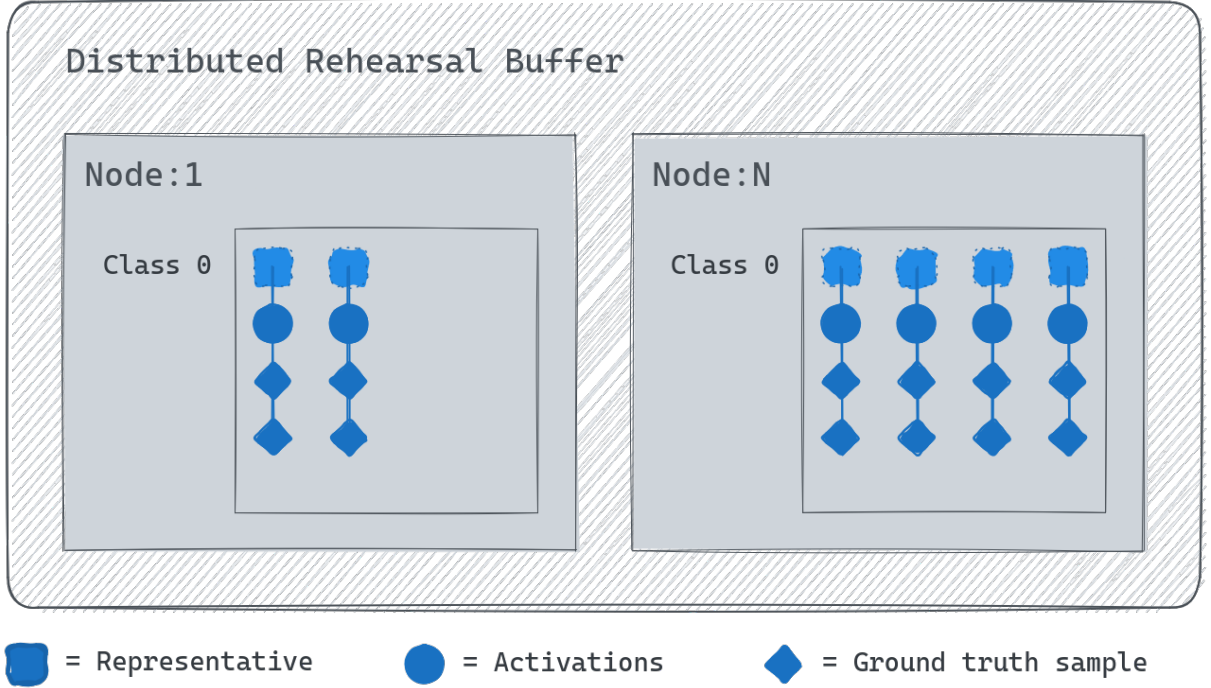 Distributed Rehearsal Buffer
Node:1
Class 0
Node:N
Class 0
= Representative
= Activations
= Ground truth sample